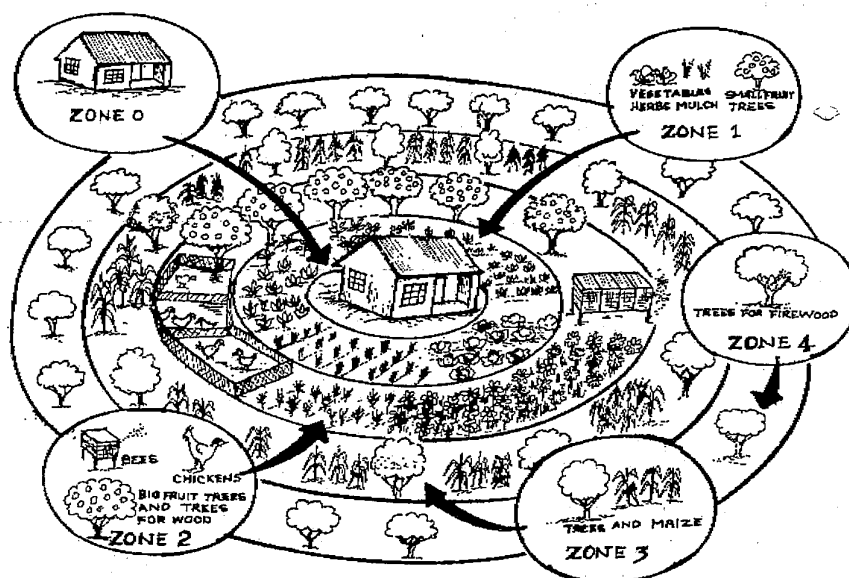 ZONE 0
VEGETABLES
HERBS MULCH
SMALL FRUIT
TREES
ZONE 1
TREES FOR FIREWOOD
ZONE 4
BEES
CHICKENS
BIG FRUIT TREES
AND TREES
FOR WOOD
ZONE 2
TREES AND MAIZE
ZONE 3